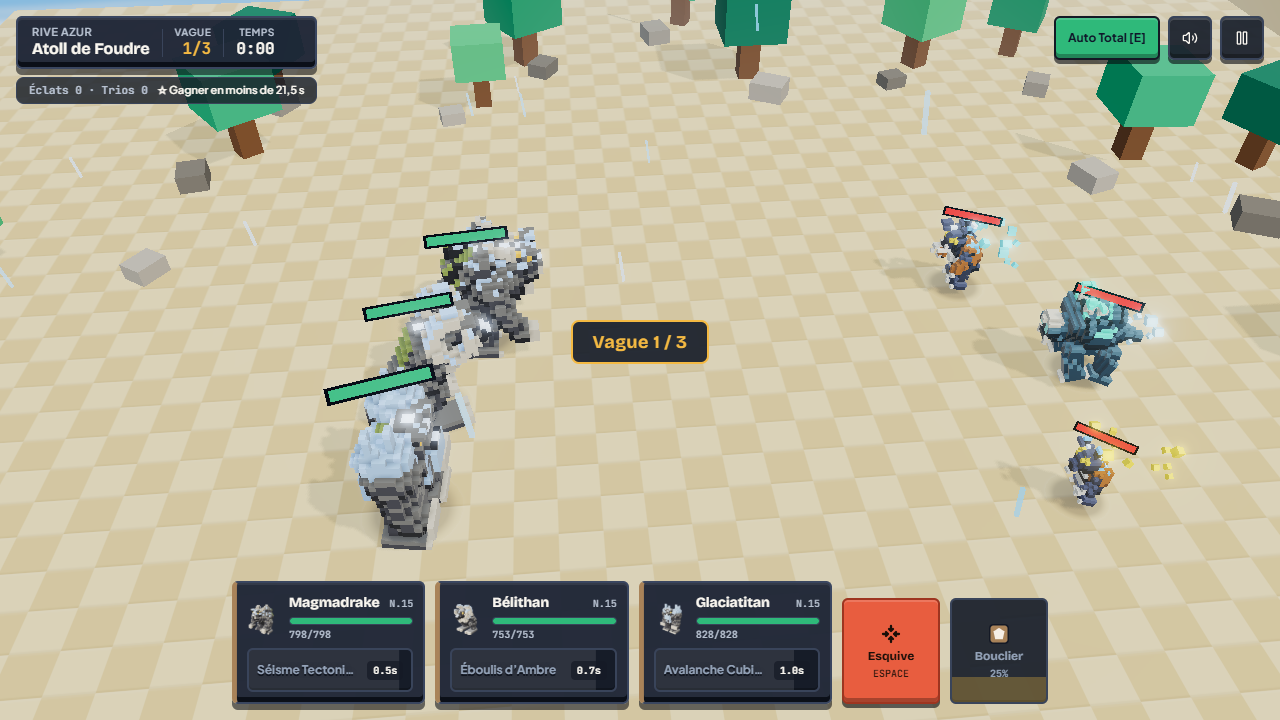 RIVE AZUR
Atoll de Foudre
VAGUE
1/3
TEMPS
0:00
Éclats 0 · Trios 0 ★ Gagner en moins de 21,5 s
Auto Total [E]
Vague 1 / 3
Magmadrake N.15
798/798
Séisme Tectoni... 0.5s
Bélithan N.15
753/753
Éboulis d'Ambre 0.7s
Glaciatitan N.15
828/828
Avalanche Cubi... 1.0s
Esquive
ESPACE
Bouclier
25%